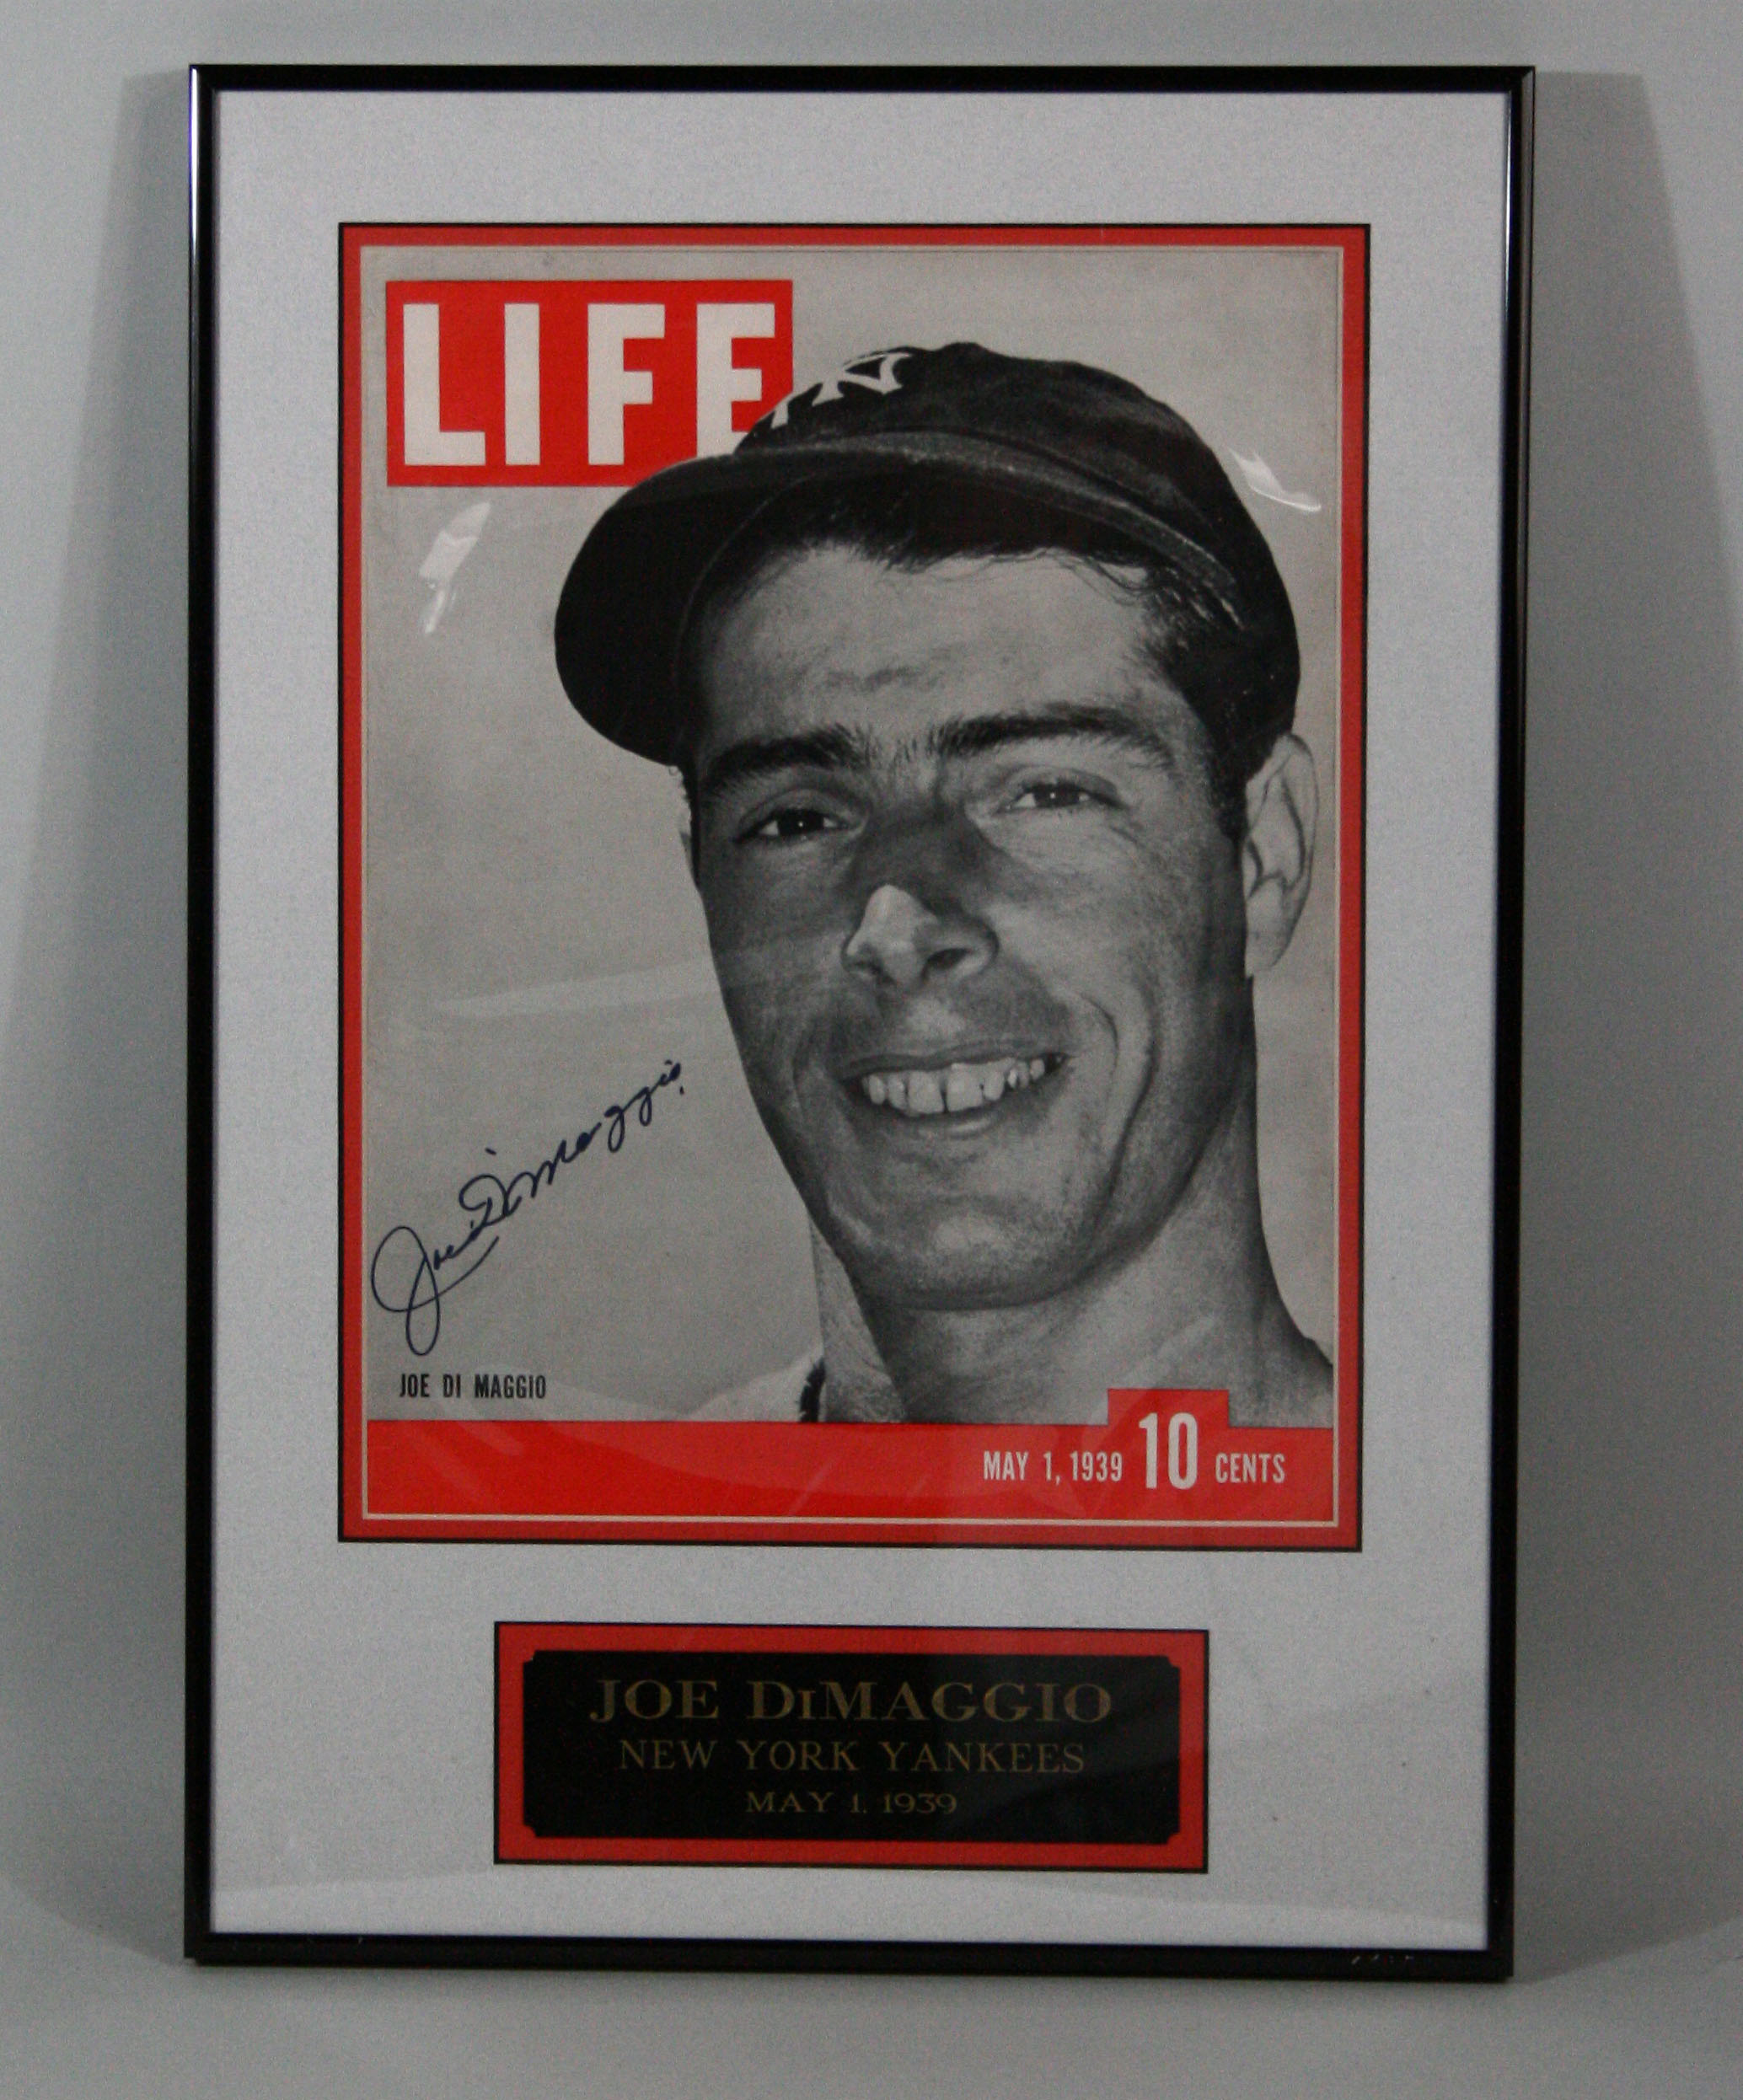 LIFE
NY
Joe DiMaggio
JOE DI MAGGIO
MAY 1, 1939 10 CENTS
JOE DiMAGGIO
NEW YORK YANKEES
MAY 1, 1939